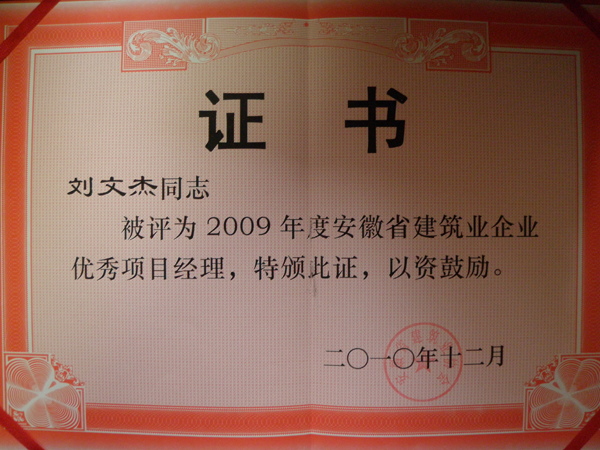 证书
刘文杰同志
被评为2009年度安徽省建筑业企业
优秀项目经理，特颁此证，以资鼓励。
二〇一〇年十二月